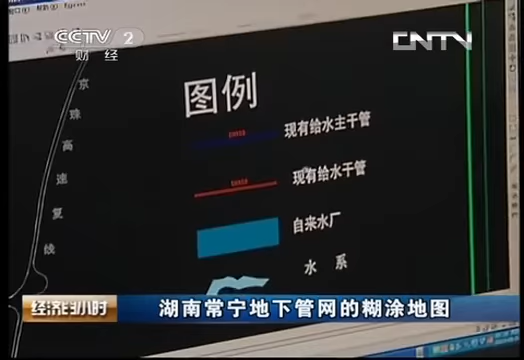 CCTV 2
财经
CNTV
京珠高速复线
图例
现有给水主干管
现有给水干管
自来水厂
水系
经济半小时
湖南常宁地下管网的糊涂地图